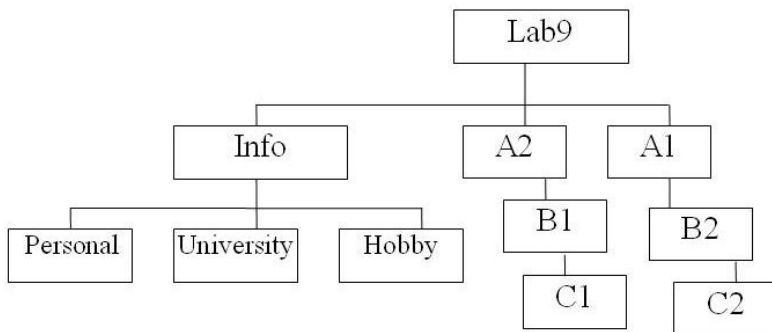 Lab9
Info
A2
A1
Personal
University
Hobby
B1
B2
C1
C2